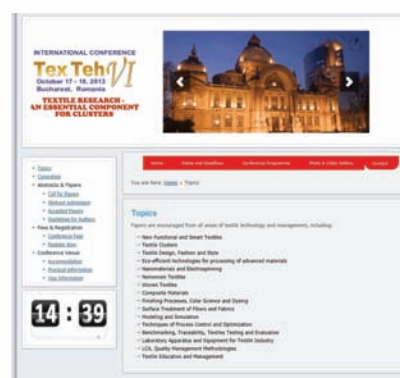 INTERNATIONAL CONFERENCE
Tex Teh VI
October 17 - 18, 2013
Bucharest, Romania
TEXTILE RESEARCH -
AN ESSENTIAL COMPONENT
FOR CLUSTERS
Home Dates and Deadlines Conference Programme Photo & Video Gallery Contact
You are here: Home » Topics
Topics
Committee
Abstracts & Papers
Call for Papers
Abstract submission
Accepted Papers
Guidelines for Authors
Fees & Registration
Conference Fees
Register Now
Conference Venue
Accommodation
Practical Information
Visa Information
14 : 39
Topics
Papers are encouraged from all areas of textile technology and management, including:
New Functional and Smart Textiles
Textile Clusters
Textile Design, Fashion and Style
Eco-efficient technologies for processing of advanced materials
Nanomaterials and Electrospinning
Nonwoven Textiles
Woven Textiles
Composite Materials
Finishing Processes, Color Science and Dyeing
Surface Treatment of Fibers and Fabrics
Modeling and Simulation
Techniques of Process Control and Optimization
Benchmarking, Traceability, Textiles Testing and Evaluation
Laboratory Apparatus and Equipment for Textile Industry
LCA, Quality Management Methodologies
Textile Education and Management